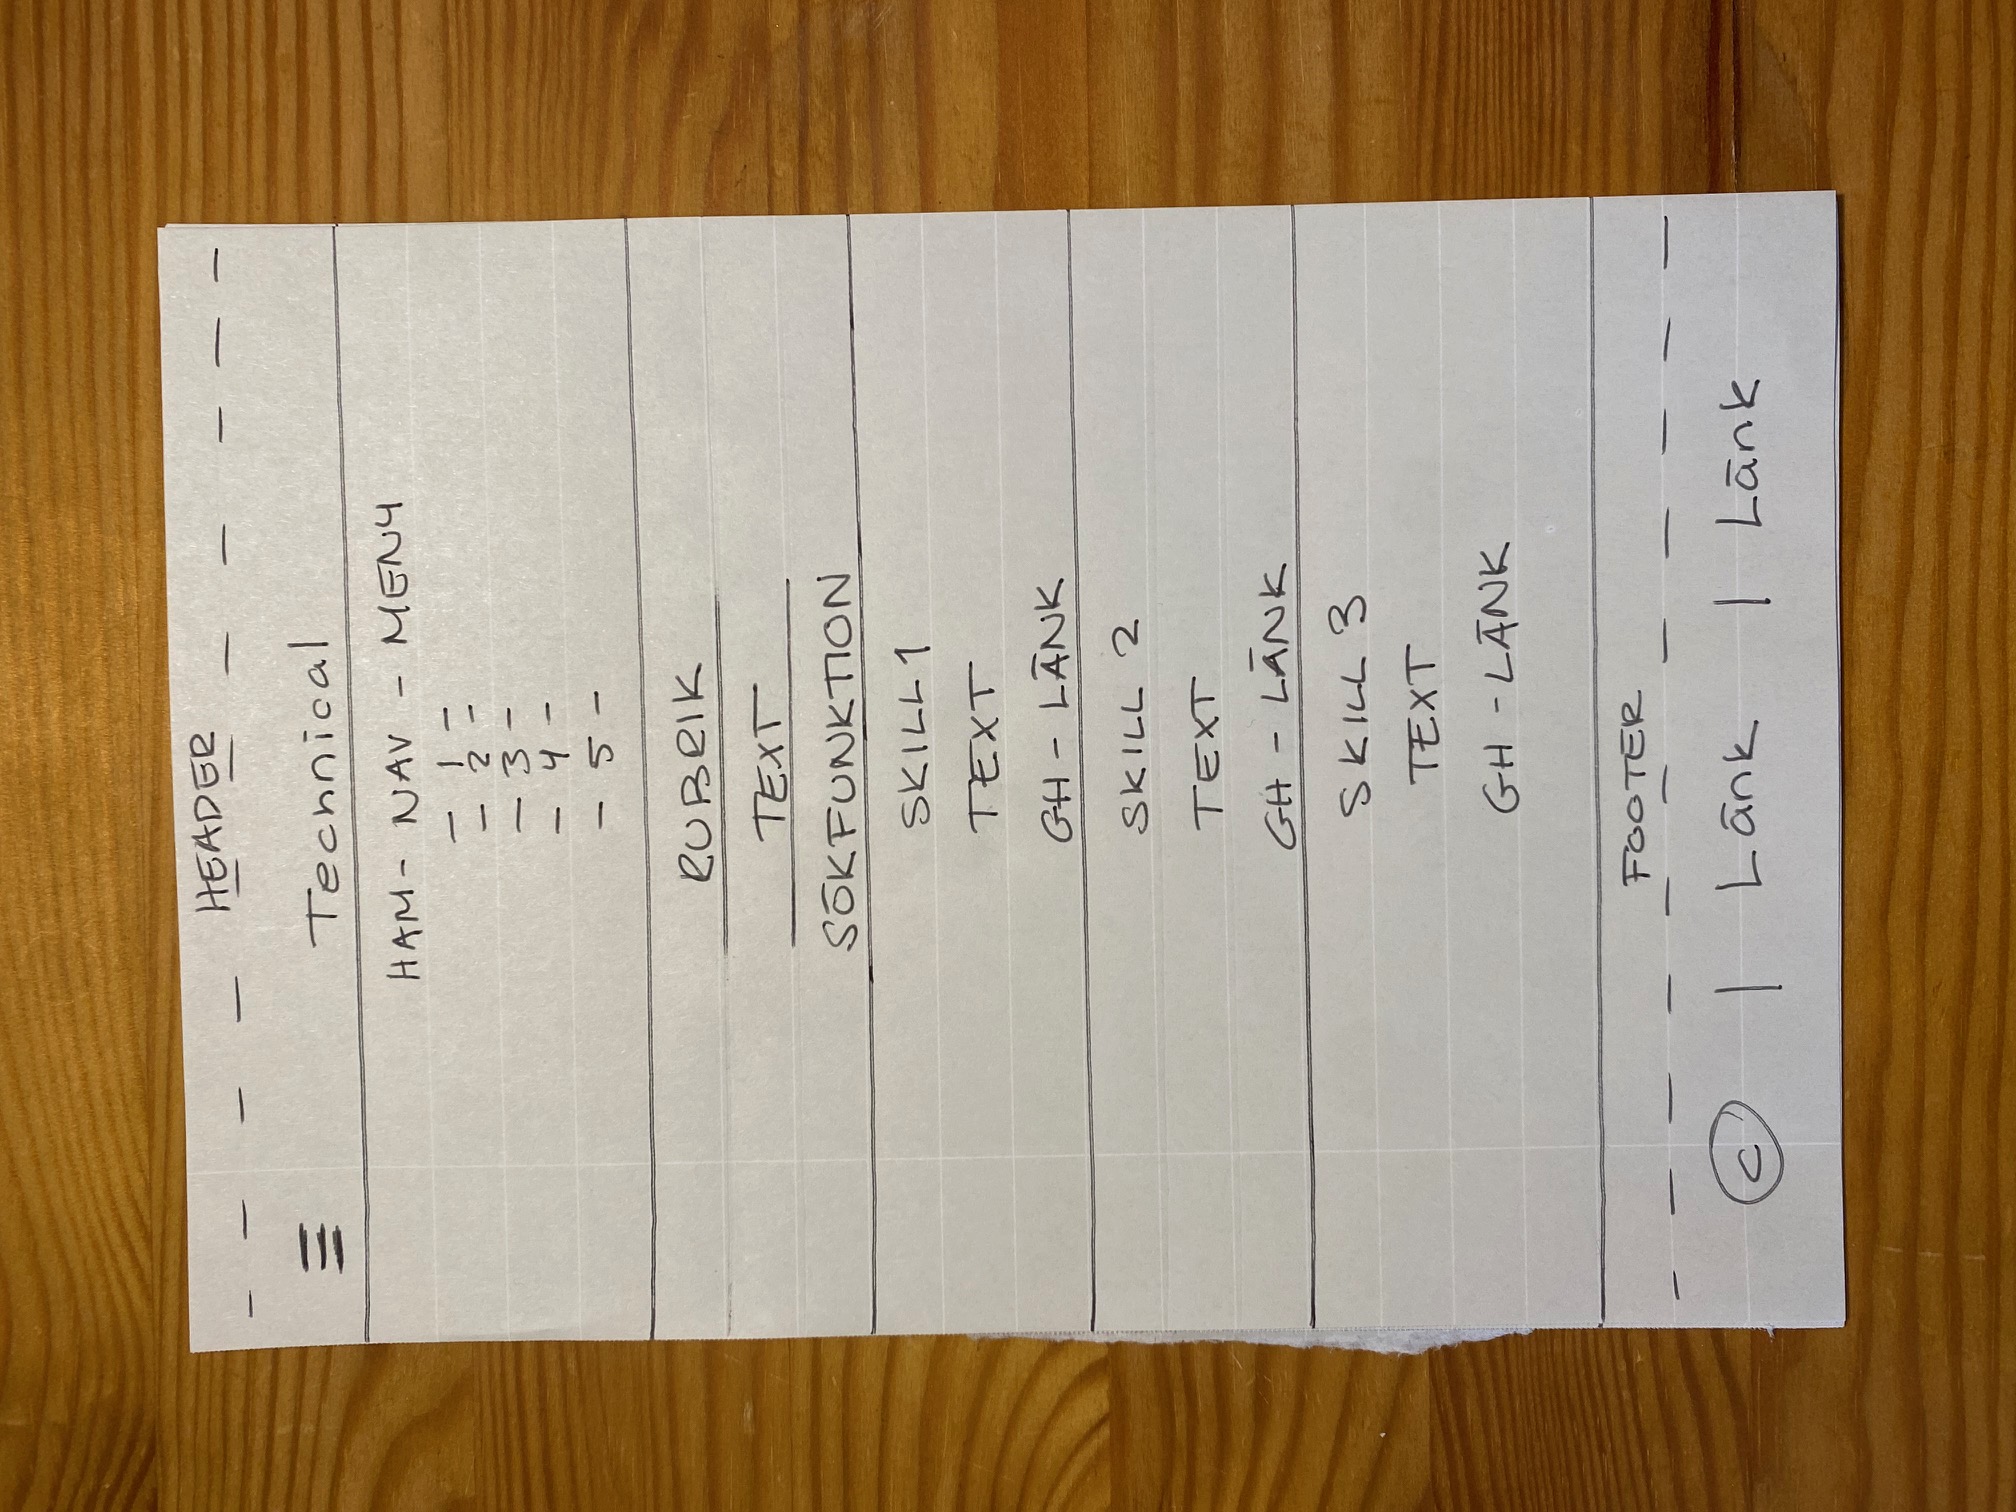 HEADER
Technical
HAM - NAV - MENY
- 1 -
- 2 -
- 3 -
- 4 -
- 5 -
RUBRIK
TEXT
SÖKFUNKTION
SKILL 1
TEXT
GH - LÄNK
SKILL 2
TEXT
GH - LÄNK
SKILL 3
TEXT
GH - LÄNK
FOOTER
© | Länk | Länk